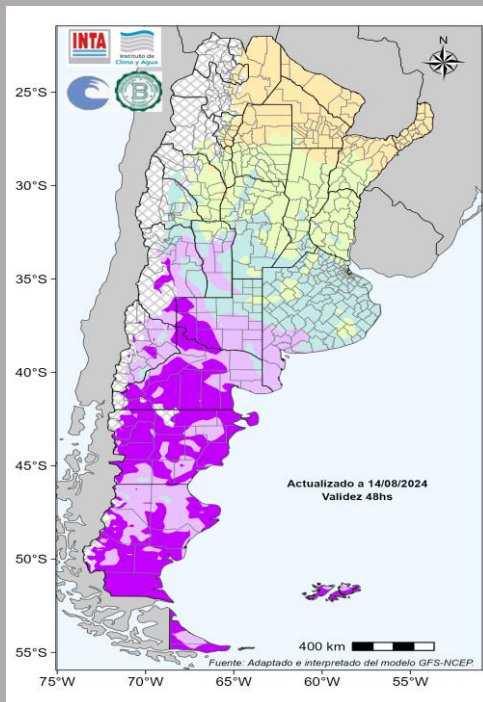 INTA
Instituto de
Clima y Agua
B
N
25°S
30°S
35°S
40°S
45°S
50°S
55°S
Actualizado a 14/08/2024
Validez 48hs
400 km
Fuente: Adaptado e interpretado del modelo GFS-NCEP.
75°W
70°W
65°W
60°W
55°W